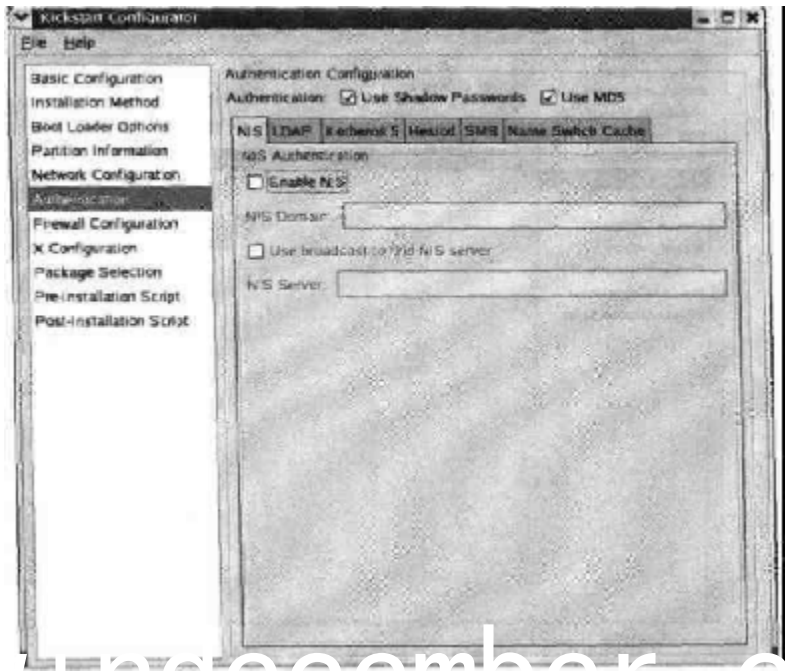 Kickstart Configurator
File Help
Basic Configuration
Installation Method
Boot Loader Options
Partition Information
Network Configuration
Authentication
Firewall Configuration
X Configuration
Package Selection
Pre-Installation Script
Post-Installation Script
Authentication Configuration
Authentication: Use Shadow Passwords Use MD5
NIS LDAP Kerberos 5 Hesiod SMB Name Switch Cache
NIS Authentication
Enable NIS
NIS Domain:
Use broadcast to find NIS server
NIS Server: